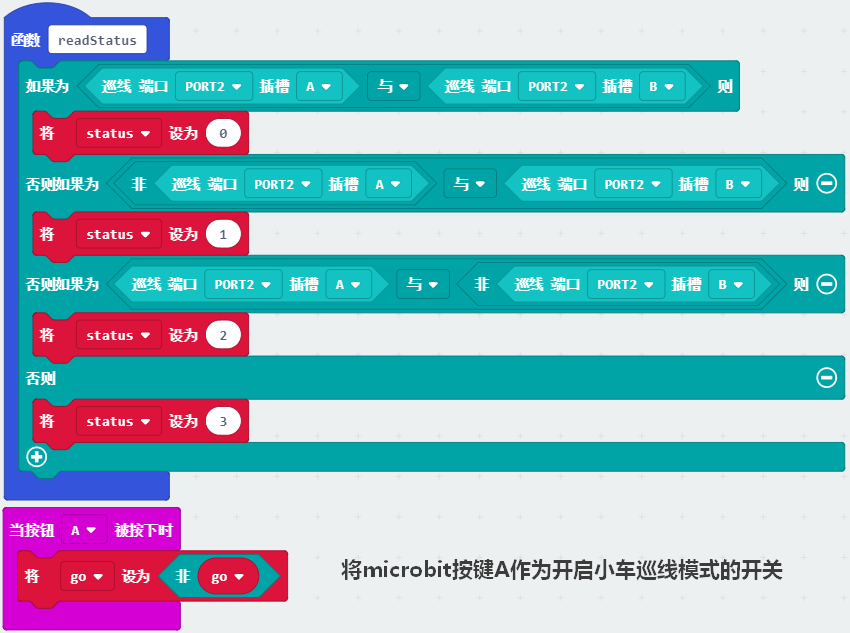 函数 readStatus
如果为 巡线 端口 PORT2 插槽 A 与 巡线 端口 PORT2 插槽 B 则
将 status 设为 0
否则如果为 非 巡线 端口 PORT2 插槽 A 与 巡线 端口 PORT2 插槽 B 则
将 status 设为 1
否则如果为 巡线 端口 PORT2 插槽 A 与 非 巡线 端口 PORT2 插槽 B 则
将 status 设为 2
否则
将 status 设为 3
当按钮 A 被按下时
将 go 设为 非 go
将microbit按键A作为开启小车巡线模式的开关